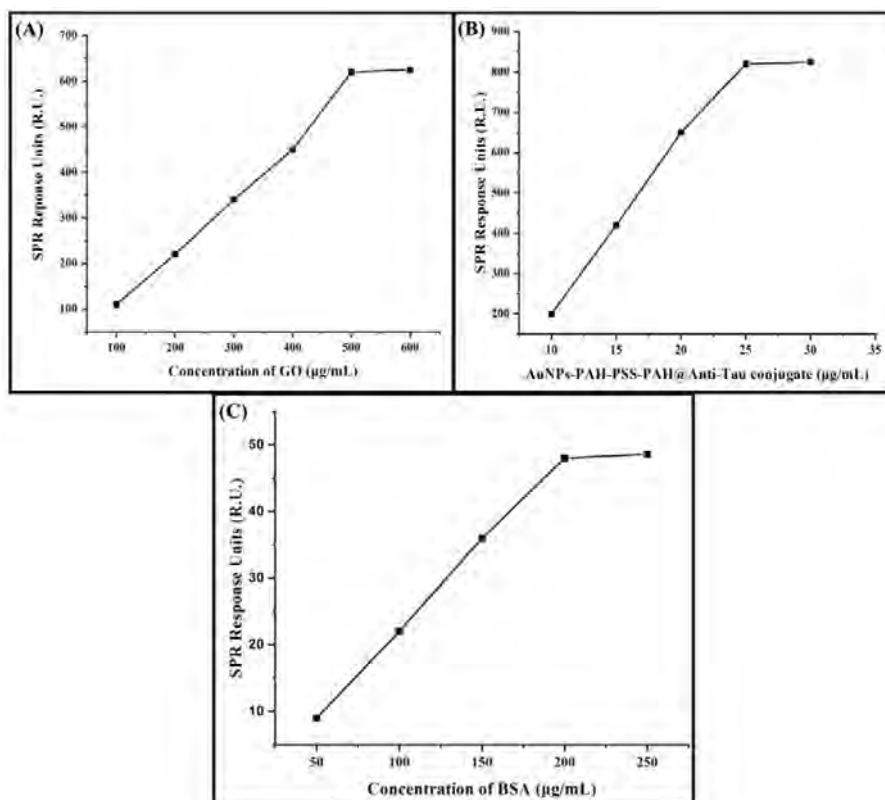 (A)
700
600
500
400
300
200
100
SPR Reponse Units (R.U.)
100 200 300 400 500 600
Concentration of GO (µg/mL)
(B)
900
800
700
600
500
400
300
200
SPR Response Units (R.U.)
10 15 20 25 30 35
AuNPs-PAH-PSS-PAH@Anti-Tau conjugate (µg/mL)
(C)
50
40
30
20
10
SPR Response Units (R.U.)
50 100 150 200 250
Concentration of BSA (µg/mL)